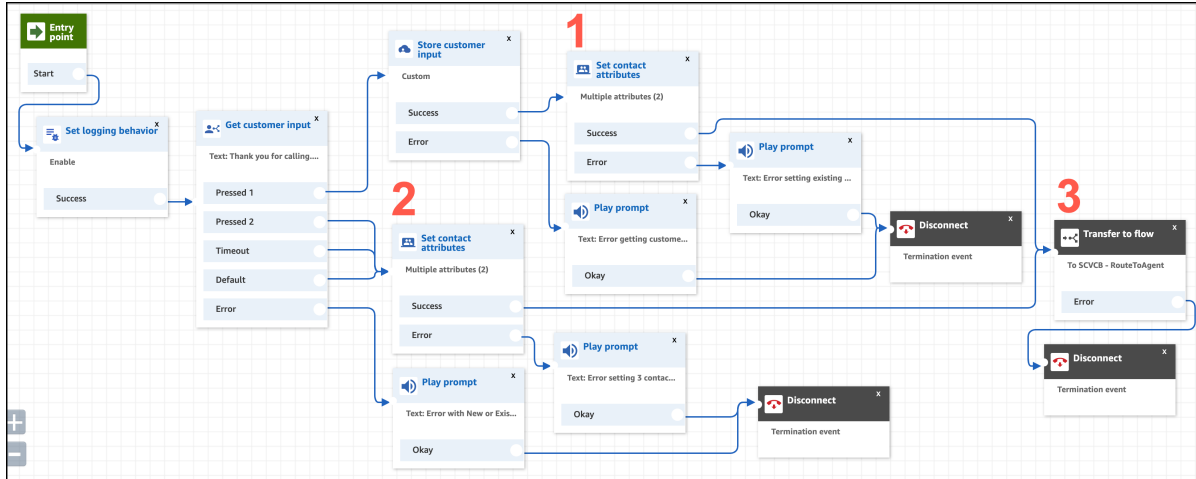 Entry
point
Start
Set logging behavior
X
Enable
Success
Get customer input
X
Text: Thank you for calling....
Pressed 1
Pressed 2
Timeout
Default
Error
Store customer
input
X
Custom
Success
Error
1
Set contact
attributes
X
Multiple attributes (2)
Success
Error
Play prompt
X
Text: Error setting existing ...
Okay
Play prompt
X
Text: Error getting custome...
Okay
Disconnect
X
Termination event
2
Set contact
attributes
X
Multiple attributes (2)
Success
Error
Play prompt
X
Text: Error setting 3 contac...
Okay
Play prompt
X
Text: Error with New or Exis...
Okay
Disconnect
X
Termination event
3
Transfer to flow
X
To SCVCB - RouteToAgent
Error
Disconnect
X
Termination event